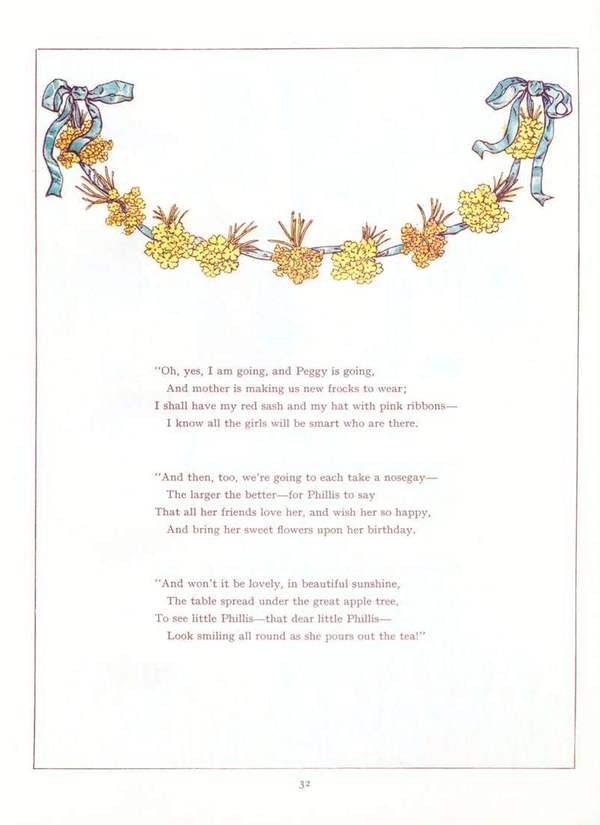 "Oh, yes, I am going, and Peggy is going,
And mother is making us new frocks to wear;
I shall have my red sash and my hat with pink ribbons—
I know all the girls will be smart who are there.
"And then, too, we're going to each take a nosegay—
The larger the better—for Phillis to say
That all her friends love her, and wish her so happy,
And bring her sweet flowers upon her birthday.
"And won't it be lovely, in beautiful sunshine,
The table spread under the great apple tree,
To see little Phillis—that dear little Phillis—
Look smiling all round as she pours out the tea!"
32